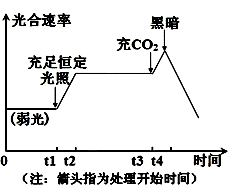 光合速率
黑暗
充CO2
充足恒定
光照
(弱光)
0 t1 t2 t3 t4 时间
(注：箭头指为处理开始时间)